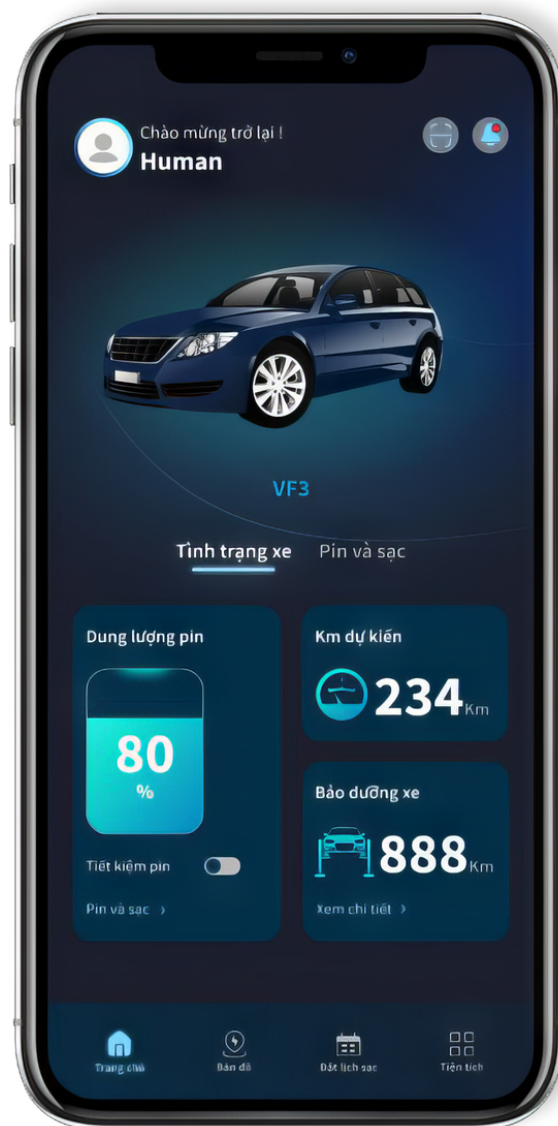 Chào mừng trở lại !
Human
VF3
Tình trạng xe
Pin và sạc
Dung lượng pin
80
%
Tiết kiệm pin
Pin và sạc >
Km dự kiến
234 Km
Bảo dưỡng xe
888 Km
Xem chi tiết >
Trang chủ
Bản đồ
Đặt lịch sạc
Tiện tích